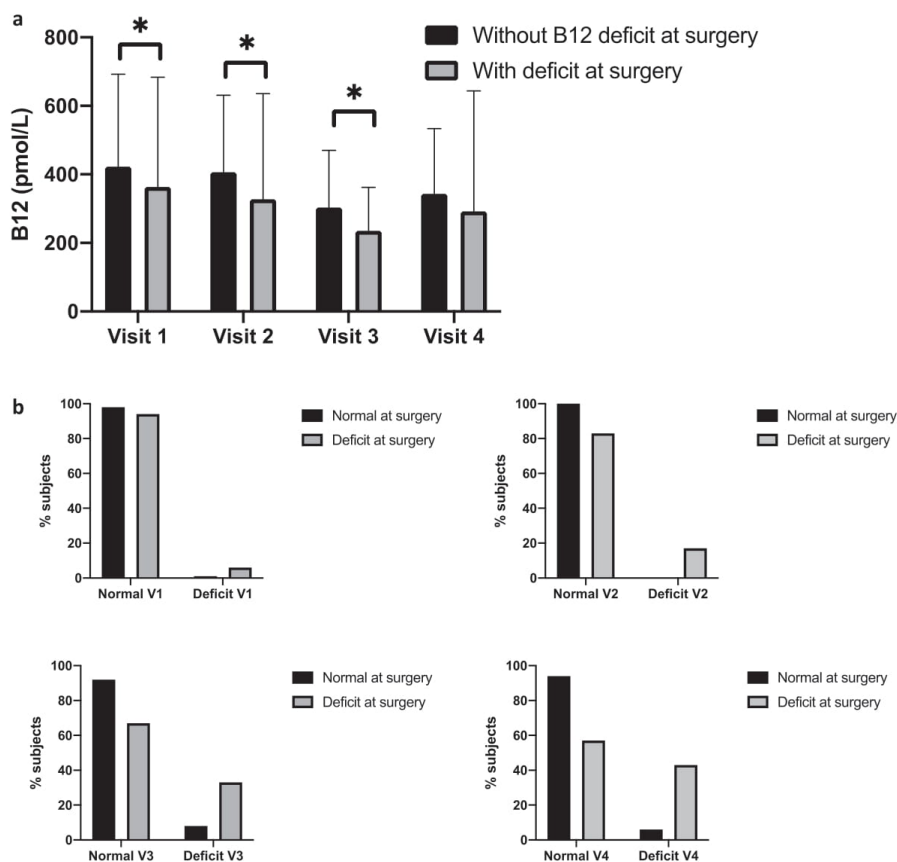 a
*
*
*
Without B12 deficit at surgery
With deficit at surgery
B12 (pmol/L)
800
600
400
200
0
Visit 1
Visit 2
Visit 3
Visit 4
b
% subjects
100
80
60
40
20
0
Normal V1
Deficit V1
Normal at surgery
Deficit at surgery
% subjects
100
80
60
40
20
0
Normal V2
Deficit V2
Normal at surgery
Deficit at surgery
% subjects
100
80
60
40
20
0
Normal V3
Deficit V3
Normal at surgery
Deficit at surgery
% subjects
100
80
60
40
20
0
Normal V4
Deficit V4
Normal at surgery
Deficit at surgery